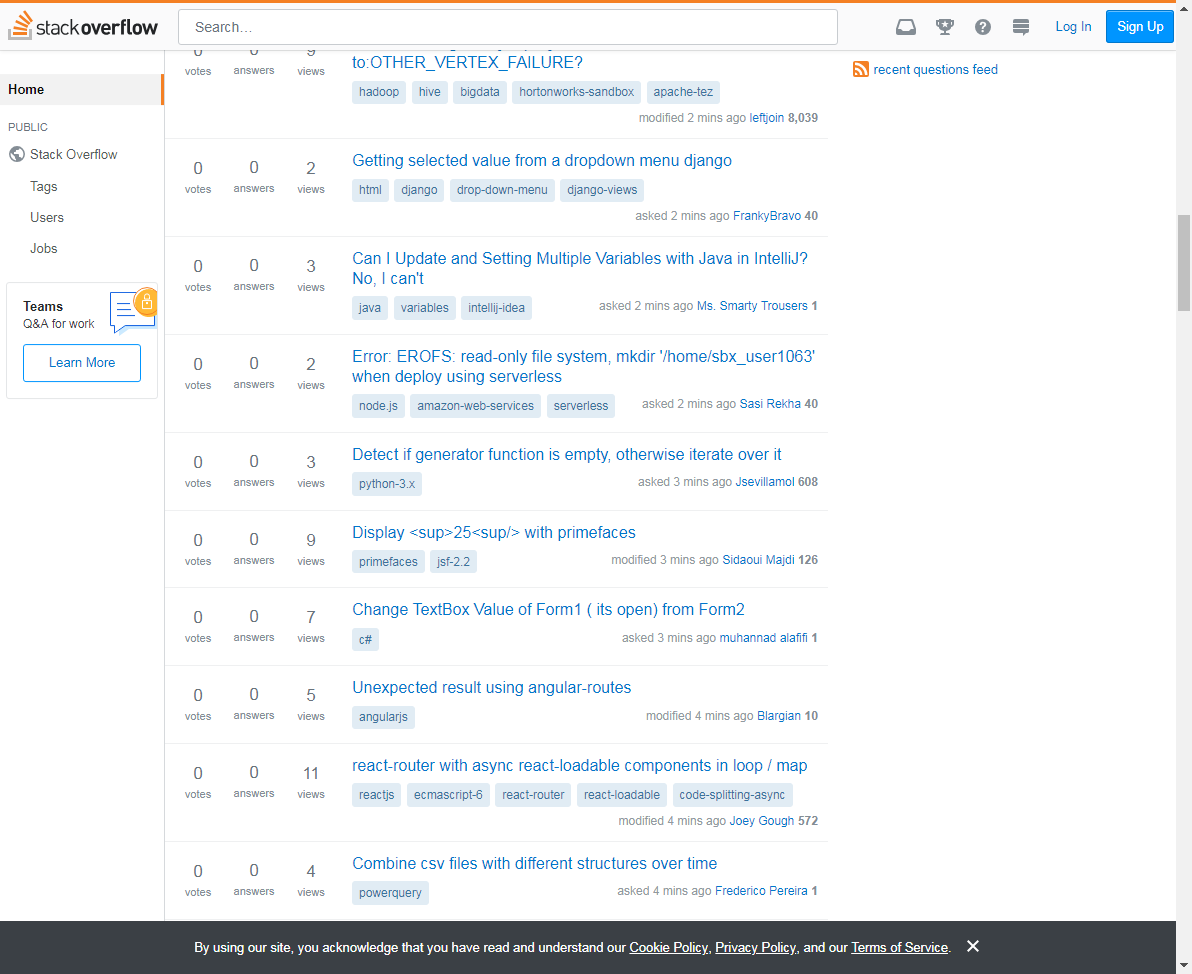 stackoverflow
Search…
Log In
Sign Up
Home
PUBLIC
Stack Overflow
Tags
Users
Jobs
Teams
Q&A for work
Learn More
votes answers views
to:OTHER_VERTEX_FAILURE?
hadoop hive bigdata hortonworks-sandbox apache-tez
modified 2 mins ago leftjoin 8,039
0 0 2
votes answers views
Getting selected value from a dropdown menu django
html django drop-down-menu django-views
asked 2 mins ago FrankyBravo 40
0 0 3
votes answers views
Can I Update and Setting Multiple Variables with Java in IntelliJ?
No, I can't
java variables intellij-idea
asked 2 mins ago Ms. Smarty Trousers 1
0 0 2
votes answers views
Error: EROFS: read-only file system, mkdir '/home/sbx_user1063'
when deploy using serverless
node.js amazon-web-services serverless
asked 2 mins ago Sasi Rekha 40
0 0 3
votes answers views
Detect if generator function is empty, otherwise iterate over it
python-3.x
asked 3 mins ago Jsevillamol 608
0 0 9
votes answers views
Display <sup>25<sup/> with primefaces
primefaces jsf-2.2
modified 3 mins ago Sidaoui Majdi 126
0 0 7
votes answers views
Change TextBox Value of Form1 ( its open) from Form2
c#
asked 3 mins ago muhannad alafifi 1
0 0 5
votes answers views
Unexpected result using angular-routes
angularjs
modified 4 mins ago Blargian 10
0 0 11
votes answers views
react-router with async react-loadable components in loop / map
reactjs ecmascript-6 react-router react-loadable code-splitting-async
modified 4 mins ago Joey Gough 572
0 0 4
votes answers views
Combine csv files with different structures over time
powerquery
asked 4 mins ago Frederico Pereira 1
recent questions feed
By using our site, you acknowledge that you have read and understand our Cookie Policy, Privacy Policy, and our Terms of Service.